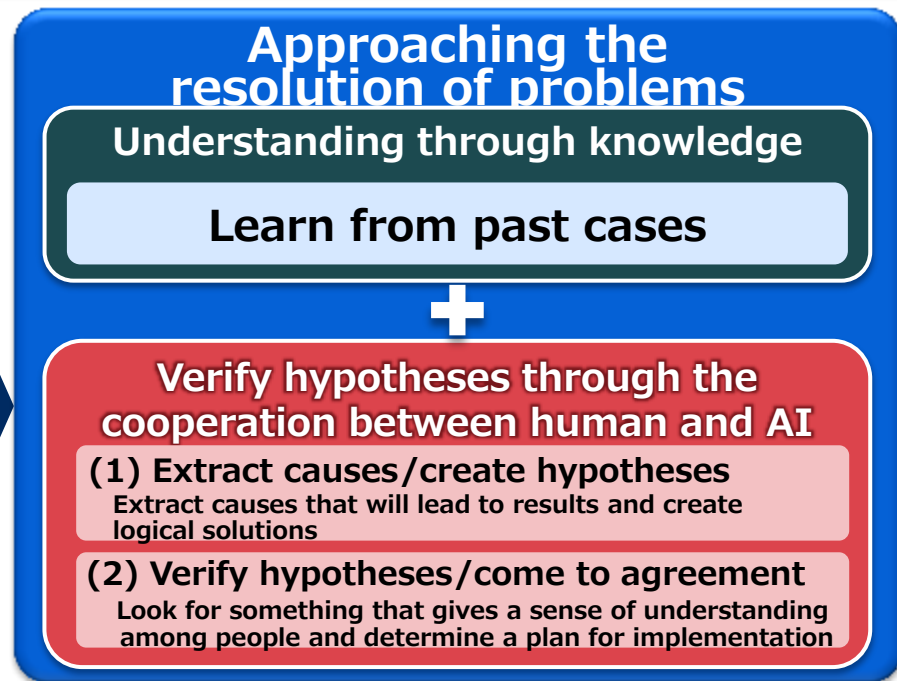 Approaching the
resolution of problems
Understanding through knowledge
Learn from past cases
Verify hypotheses through the
cooperation between human and AI
(1) Extract causes/create hypotheses
Extract causes that will lead to results and create
logical solutions
(2) Verify hypotheses/come to agreement
Look for something that gives a sense of understanding
among people and determine a plan for implementation